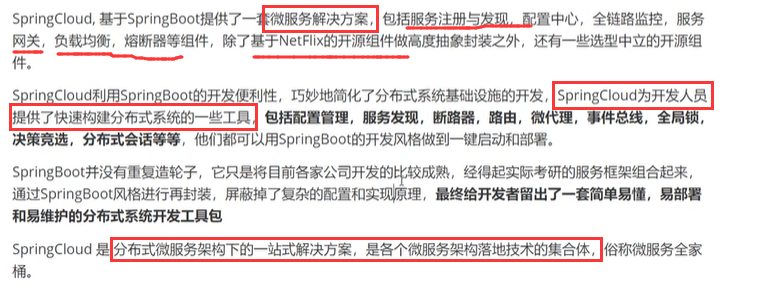 SpringCloud, 基于SpringBoot提供了一套微服务解决方案，包括服务注册与发现，配置中心，全链路监控，服务
网关，负载均衡，熔断器等组件，除了基于NetFlix的开源组件做高度抽象封装之外，还有一些选型中立的开源组
件。
SpringCloud利用SpringBoot的开发便利性，巧妙地简化了分布式系统基础设施的开发，SpringCloud为开发人员
提供了快速构建分布式系统的一些工具，包括配置管理，服务发现，断路器，路由，微代理，事件总线，全局锁，
决策竞选，分布式会话等等，他们都可以用SpringBoot的开发风格做到一键启动和部署。
SpringBoot并没有重复造轮子，它只是将目前各家公司开发的比较成熟，经得起实际考研的服务框架组合起来，
通过SpringBoot风格进行再封装，屏蔽掉了复杂的配置和实现原理，最终给开发者留出了一套简单易懂，易部署
和易维护的分布式系统开发工具包
SpringCloud 是 分布式微服务架构下的一站式解决方案，是各个微服务架构落地技术的集合体，俗称微服务全家
桶。